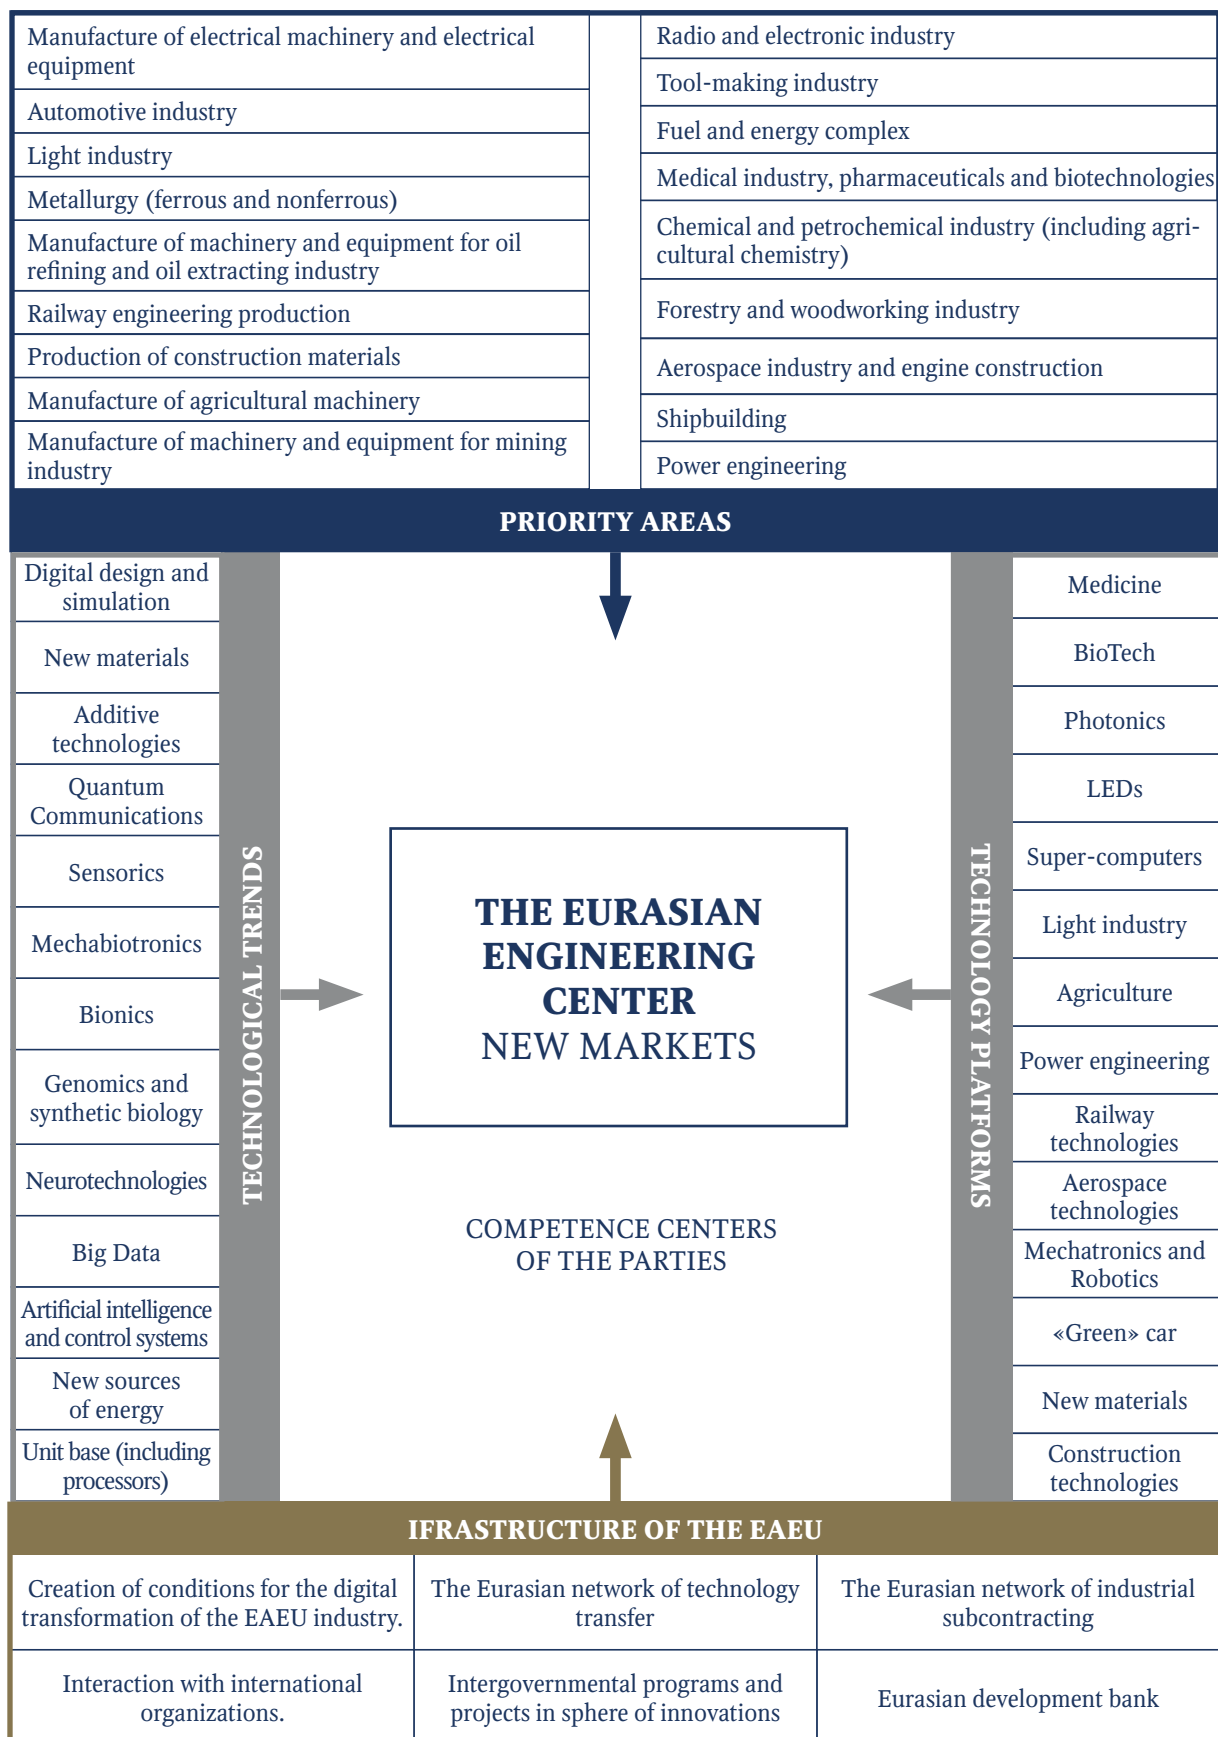 Manufacture of electrical machinery and electrical
equipment
Automotive industry
Light industry
Metallurgy (ferrous and nonferrous)
Manufacture of machinery and equipment for oil
refining and oil extracting industry
Railway engineering production
Production of construction materials
Manufacture of agricultural machinery
Manufacture of machinery and equipment for mining
industry
Radio and electronic industry
Tool-making industry
Fuel and energy complex
Medical industry, pharmaceuticals and biotechnologies
Chemical and petrochemical industry (including agri-
cultural chemistry)
Forestry and woodworking industry
Aerospace industry and engine construction
Shipbuilding
Power engineering
PRIORITY AREAS
Digital design and
simulation
New materials
Additive
technologies
Quantum
Communications
Sensorics
Mechabiotronics
Bionics
Genomics and
synthetic biology
Neurotechnologies
Big Data
Artificial intelligence
and control systems
New sources
of energy
Unit base (including
processors)
TECHNOLOGICAL TRENDS
THE EURASIAN
ENGINEERING
CENTER
NEW MARKETS
COMPETENCE CENTERS
OF THE PARTIES
TECHNOLOGY PLATFORMS
Medicine
BioTech
Photonics
LEDs
Super-computers
Light industry
Agriculture
Power engineering
Railway
technologies
Aerospace
technologies
Mechatronics and
Robotics
«Green» car
New materials
Construction
technologies
IFRASTRUCTURE OF THE EAEU
Creation of conditions for the digital
transformation of the EAEU industry.
The Eurasian network of technology
transfer
The Eurasian network of industrial
subcontracting
Interaction with international
organizations.
Intergovernmental programs and
projects in sphere of innovations
Eurasian development bank